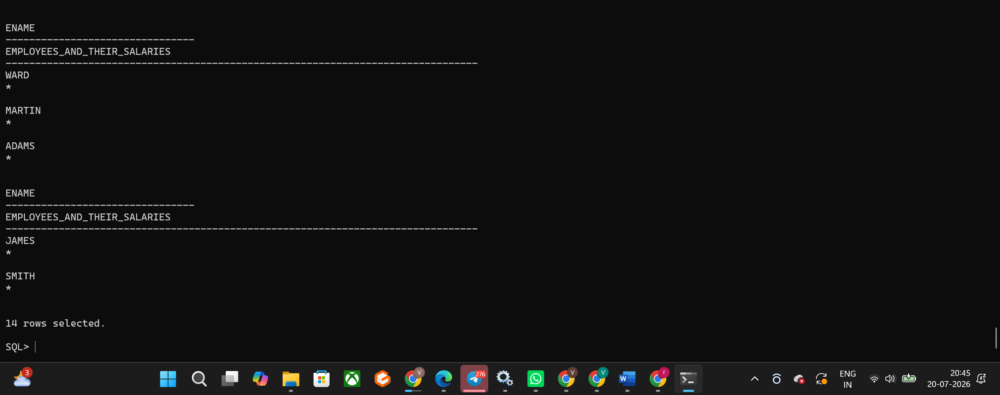 ENAME
--------------------------------
EMPLOYEES_AND_THEIR_SALARIES
--------------------------------------------------------------------------------
WARD
*
MARTIN
*
ADAMS
*
ENAME
--------------------------------
EMPLOYEES_AND_THEIR_SALARIES
--------------------------------------------------------------------------------
JAMES
*
SMITH
*
14 rows selected.
SQL>
3
V
276
V
V
W
r
ENG
IN
20:45
20-07-2026